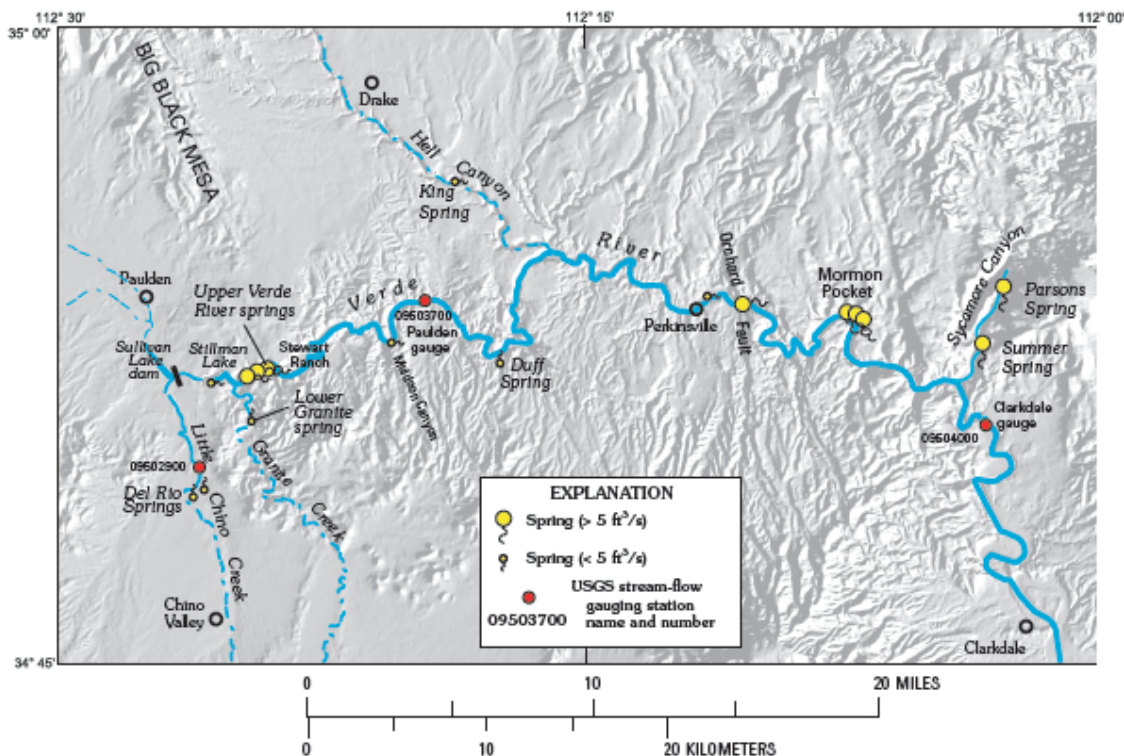 112° 30'
112° 15'
112° 00'
35° 00'
BIG BLACK MESA
Drake
Hell
Canyon
King
Spring
River
Orchard
Fault
Sycamore Canyon
Mormon
Pocket
Parsons
Spring
Paulden
Upper Verde
River springs
Verde
09503700
Paulden
gauge
Perkinsville
Summer
Spring
Sullivan
Lake
dam
Stillman
Lake
Stewart
Ranch
Muldoon Canyon
Duff
Spring
Lower
Granite
spring
Clarkdale
gauge
09504000
Little
Chino
Creek
09502900
Del Rio
Springs
Granite
Creek
EXPLANATION
Spring (> 5 ft³/s)
Spring (< 5 ft³/s)
USGS stream-flow
gauging station
09503700 name and number
Chino
Valley
Clarkdale
34° 45'
0 10 20 MILES
0 10 20 KILOMETERS